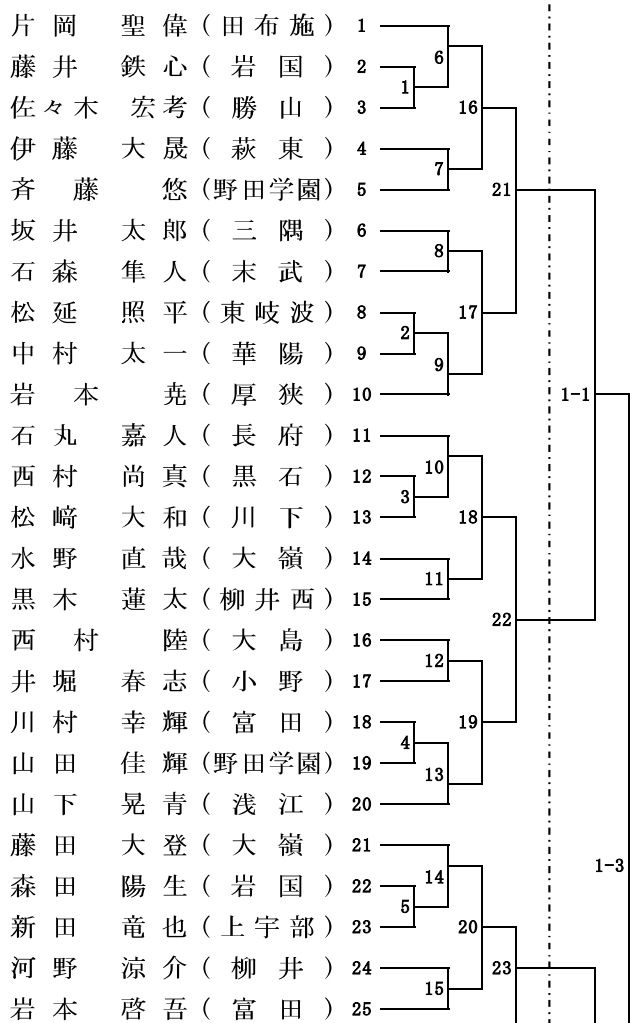 片岡 聖偉(田布施) 1
藤井 鉄心(岩国) 2
佐々木 宏考(勝山) 3
伊藤 大晟(萩東) 4
斉藤 悠(野田学園) 5
坂井 太郎(三隅) 6
石森 隼人(末武) 7
松延 照平(東岐波) 8
中村 太一(華陽) 9
岩本 尭(厚狭) 10
石丸 嘉人(長府) 11
西村 尚真(黒石) 12
松﨑 大和(川下) 13
水野 直哉(大嶺) 14
黒木 蓮太(柳井西) 15
西村 陸(大島) 16
井堀 春志(小野) 17
川村 幸輝(富田) 18
山田 佳輝(野田学園) 19
山下 晃青(浅江) 20
藤田 大登(大嶺) 21
森田 陽生(岩国) 22
新田 竜也(上宇部) 23
河野 涼介(柳井) 24
岩本 啓吾(富田) 25
1
2
3
4
5
6
7
8
9
10
11
12
13
14
15
16
17
18
19
20
21
22
23
1-1
1-3